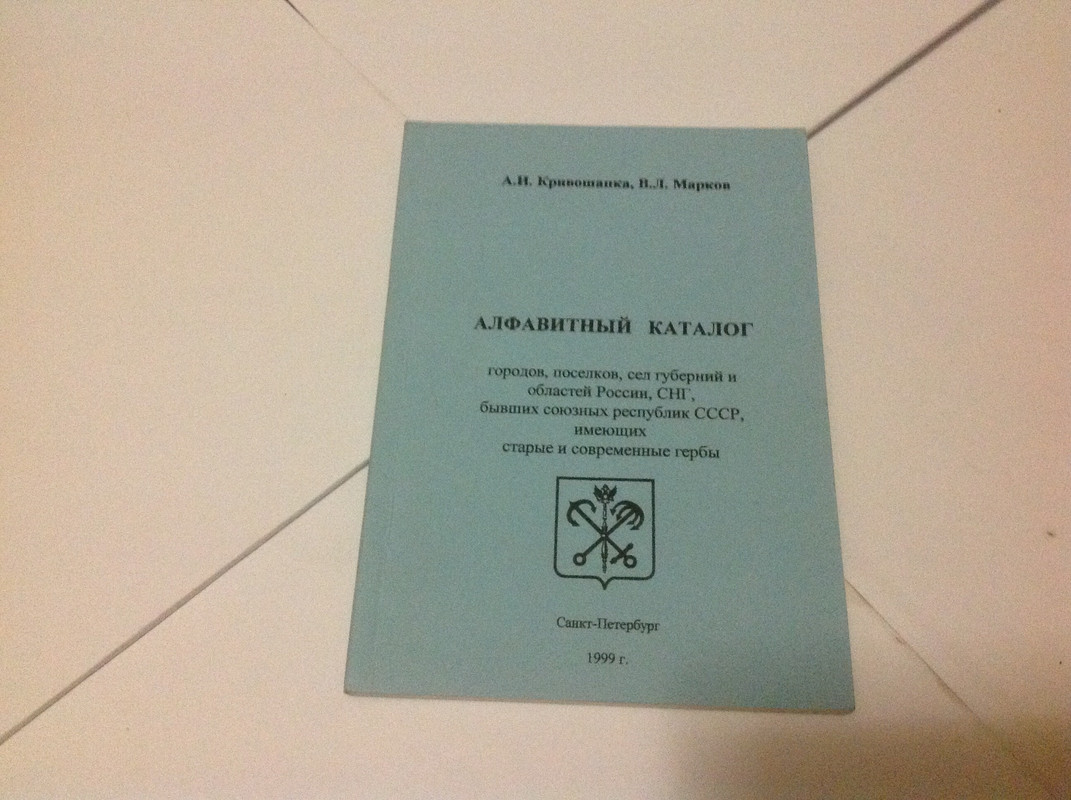 А.И. Кривошапка, В.Л. Марков
АЛФАВИТНЫЙ КАТАЛОГ
городов, поселков, сел губерний и
областей России, СНГ,
бывших союзных республик СССР,
имеющих
старые и современные гербы
Санкт-Петербург
1999 г.